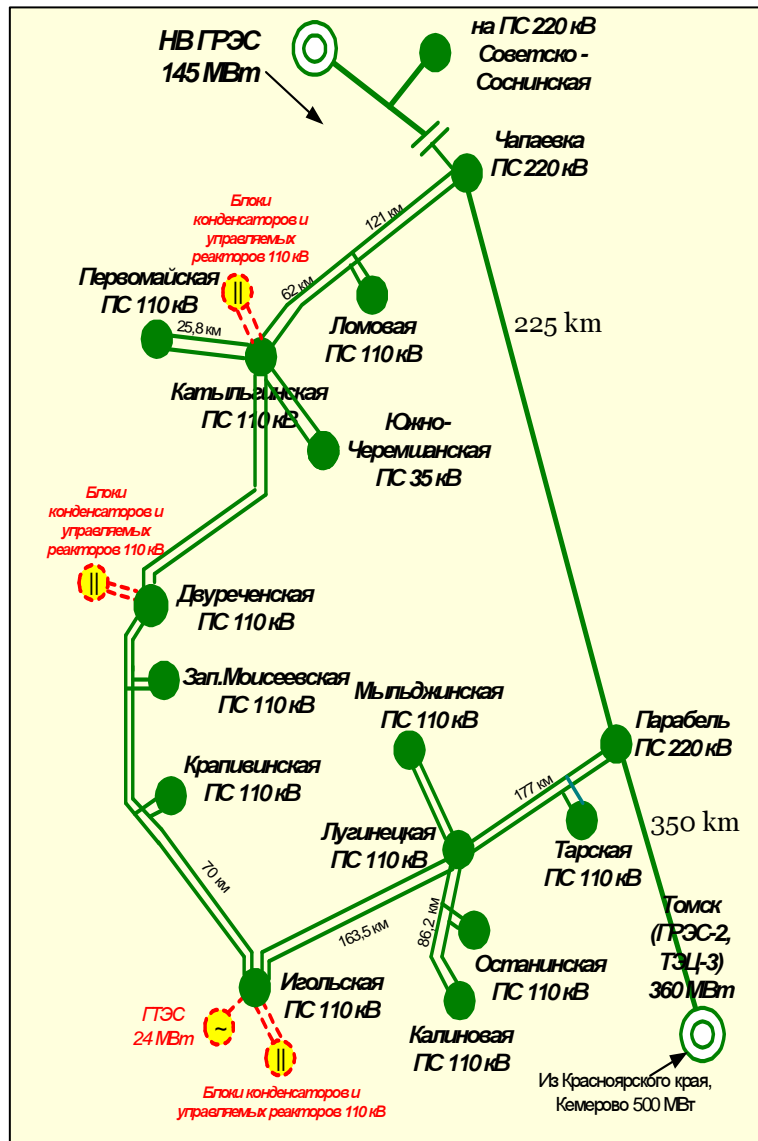 НВ ГРЭС
145 МВт
на ПС 220 кВ
Советско -
Соснинская
Чапаевка
ПС 220 кВ
121 км
Блоки
конденсаторов и
управляемых
реакторов 110 кВ
62 км
Ломовая
ПС 110 кВ
Первомайская
ПС 110 кВ
25,8 км
225 km
Катыльгинская
ПС 110 кВ
Южно-
Черемшанская
ПС 35 кВ
Блоки
конденсаторов и
управляемых
реакторов 110 кВ
Двуреченская
ПС 110 кВ
Зап.Моисеевская
ПС 110 кВ
Мыльджинская
ПС 110 кВ
Парабель
ПС 220 кВ
Крапивинская
ПС 110 кВ
177 км
Лугинецкая
ПС 110 кВ
Тарская
ПС 110 кВ
350 km
70 км
163,5 км
86,2 км
Останинская
ПС 110 кВ
Томск
(ГРЭС-2,
ТЭЦ-3)
360 МВт
Игольская
ПС 110 кВ
Калиновая
ПС 110 кВ
ГТЭС
24 МВт
~
Блоки конденсаторов и
управляемых реакторов 110 кВ
Из Красноярского края,
Кемерово 500 МВт